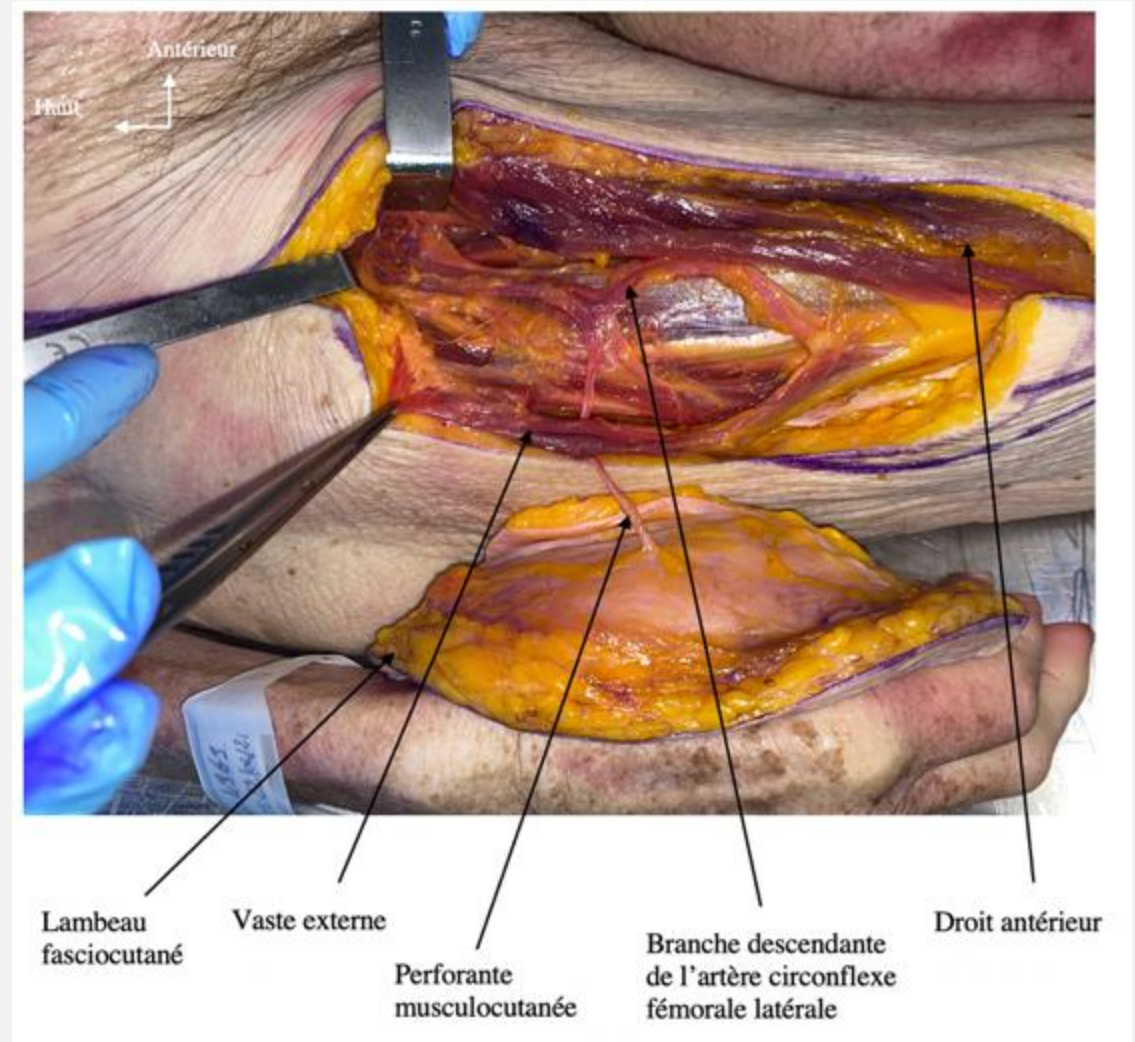 Antérieur
Haut
Lambeau
fasciocutané
Vaste externe
Perforante
musculocutanée
Branche descendante
de l'artère circonflexe
fémorale latérale
Droit antérieur